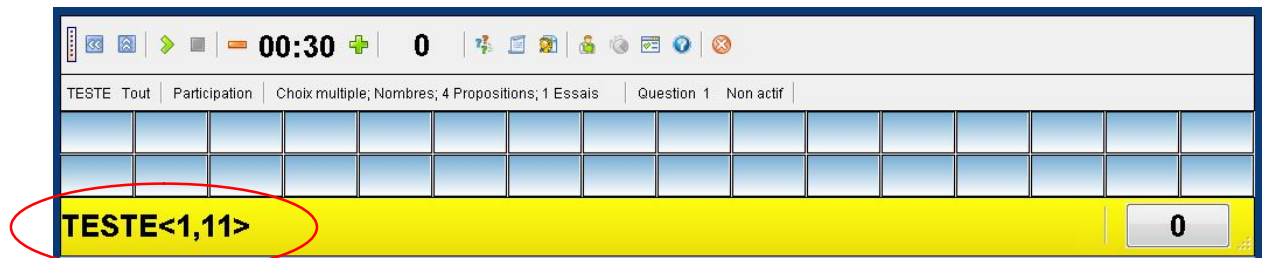 00:30 0
TESTE Tout Participation Choix multiple; Nombres; 4 Propositions; 1 Essais Question 1 Non actif
TESTE<1,11> 0